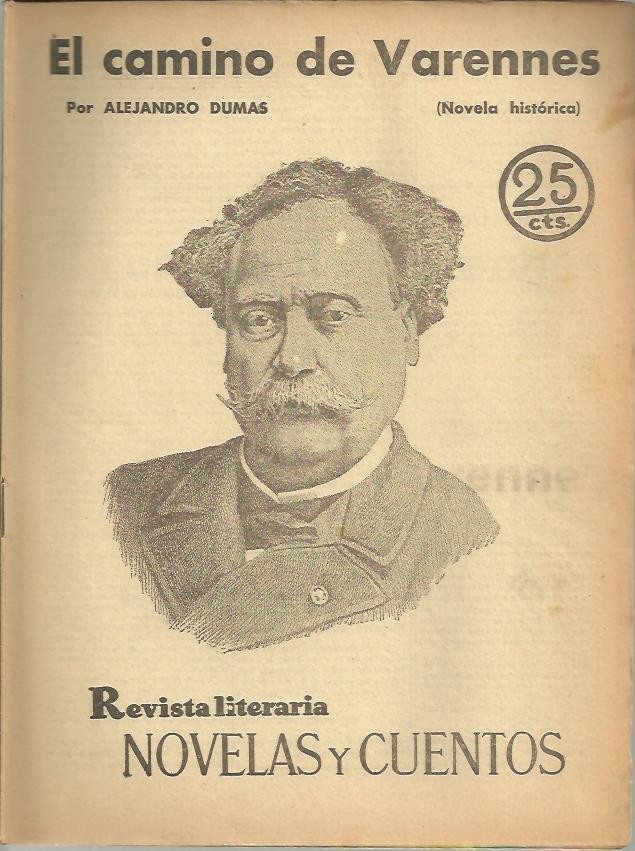 El camino de Varennes
Por ALEJANDRO DUMAS (Novela histórica)
25
cts.
Revista literaria
NOVELAS Y CUENTOS